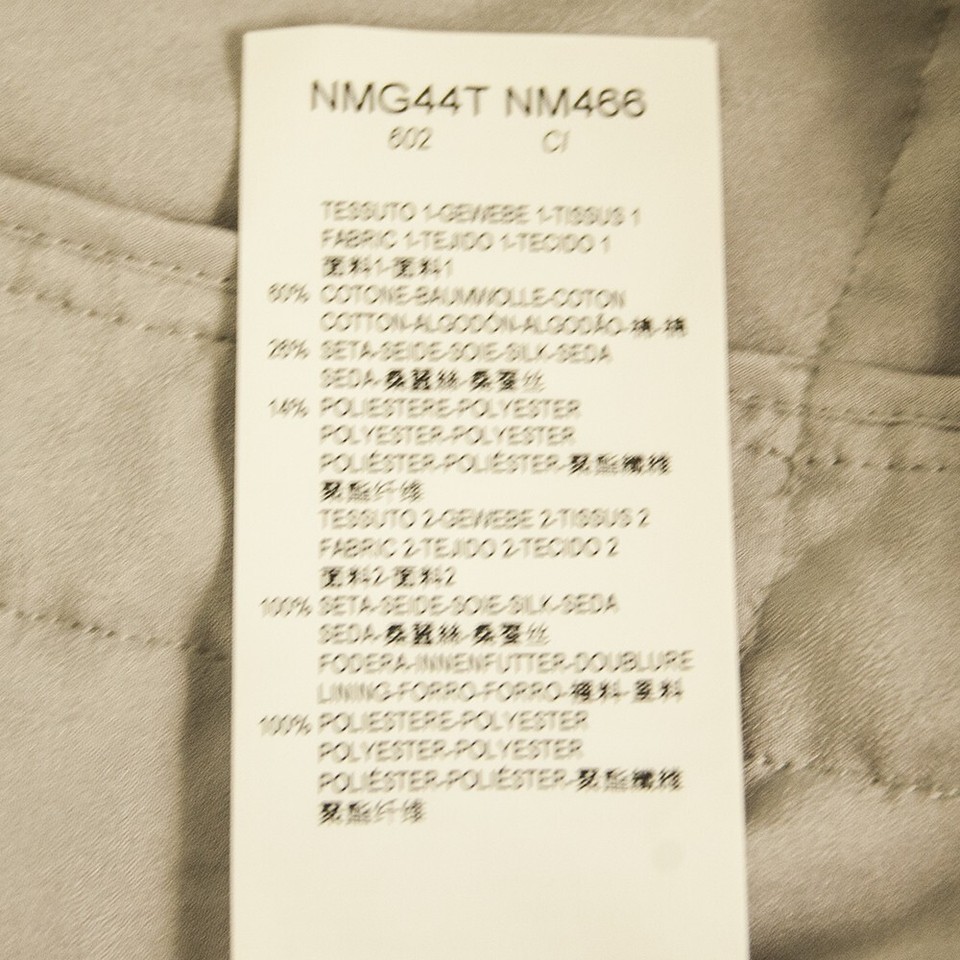 NMG44T NM466
602 C/
TESSUTO 1-GEWEBE 1-TISSUS 1
FABRIC 1-TEJIDO 1-TECIDO 1
面料1-面料1
60% COTONE-BAUMWOLLE-COTON
COTTON-ALGODÓN-ALGODÃO-棉-棉
26% SETA-SEIDE-SOIE-SILK-SEDA
SEDA-桑蠶絲-桑蚕丝
14% POLIESTERE-POLYESTER
POLYESTER-POLYESTER
POLIÉSTER-POLIÉSTER-聚酯纖維
聚酯纤维
TESSUTO 2-GEWEBE 2-TISSUS 2
FABRIC 2-TEJIDO 2-TECIDO 2
面料2-面料2
100% SETA-SEIDE-SOIE-SILK-SEDA
SEDA-桑蠶絲-桑蚕丝
FODERA-INNENFUTTER-DOUBLURE
LINING-FORRO-FORRO-裡料-里料
100% POLIESTERE-POLYESTER
POLYESTER-POLYESTER
POLIÉSTER-POLIÉSTER-聚酯纖維
聚酯纤维